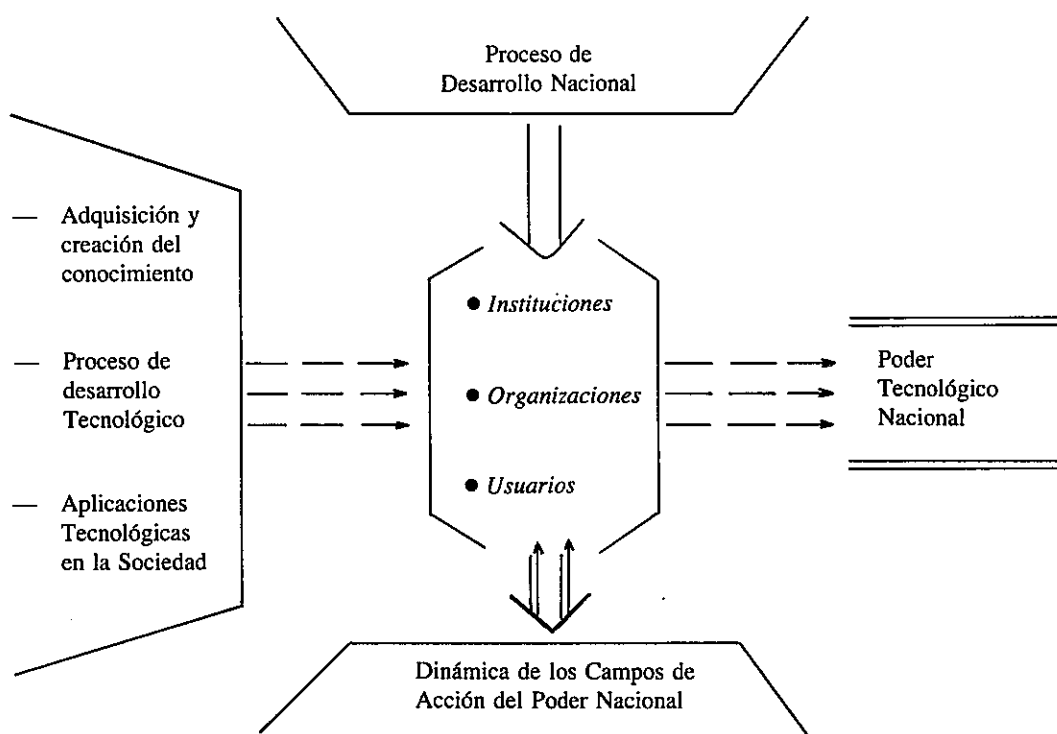 Proceso de
Desarrollo Nacional
— Adquisición y
creación del
conocimiento
— Proceso de
desarrollo
Tecnológico
— Aplicaciones
Tecnológicas
en la Sociedad
● Instituciones
● Organizaciones
● Usuarios
Poder
Tecnológico
Nacional
Dinámica de los Campos de
Acción del Poder Nacional